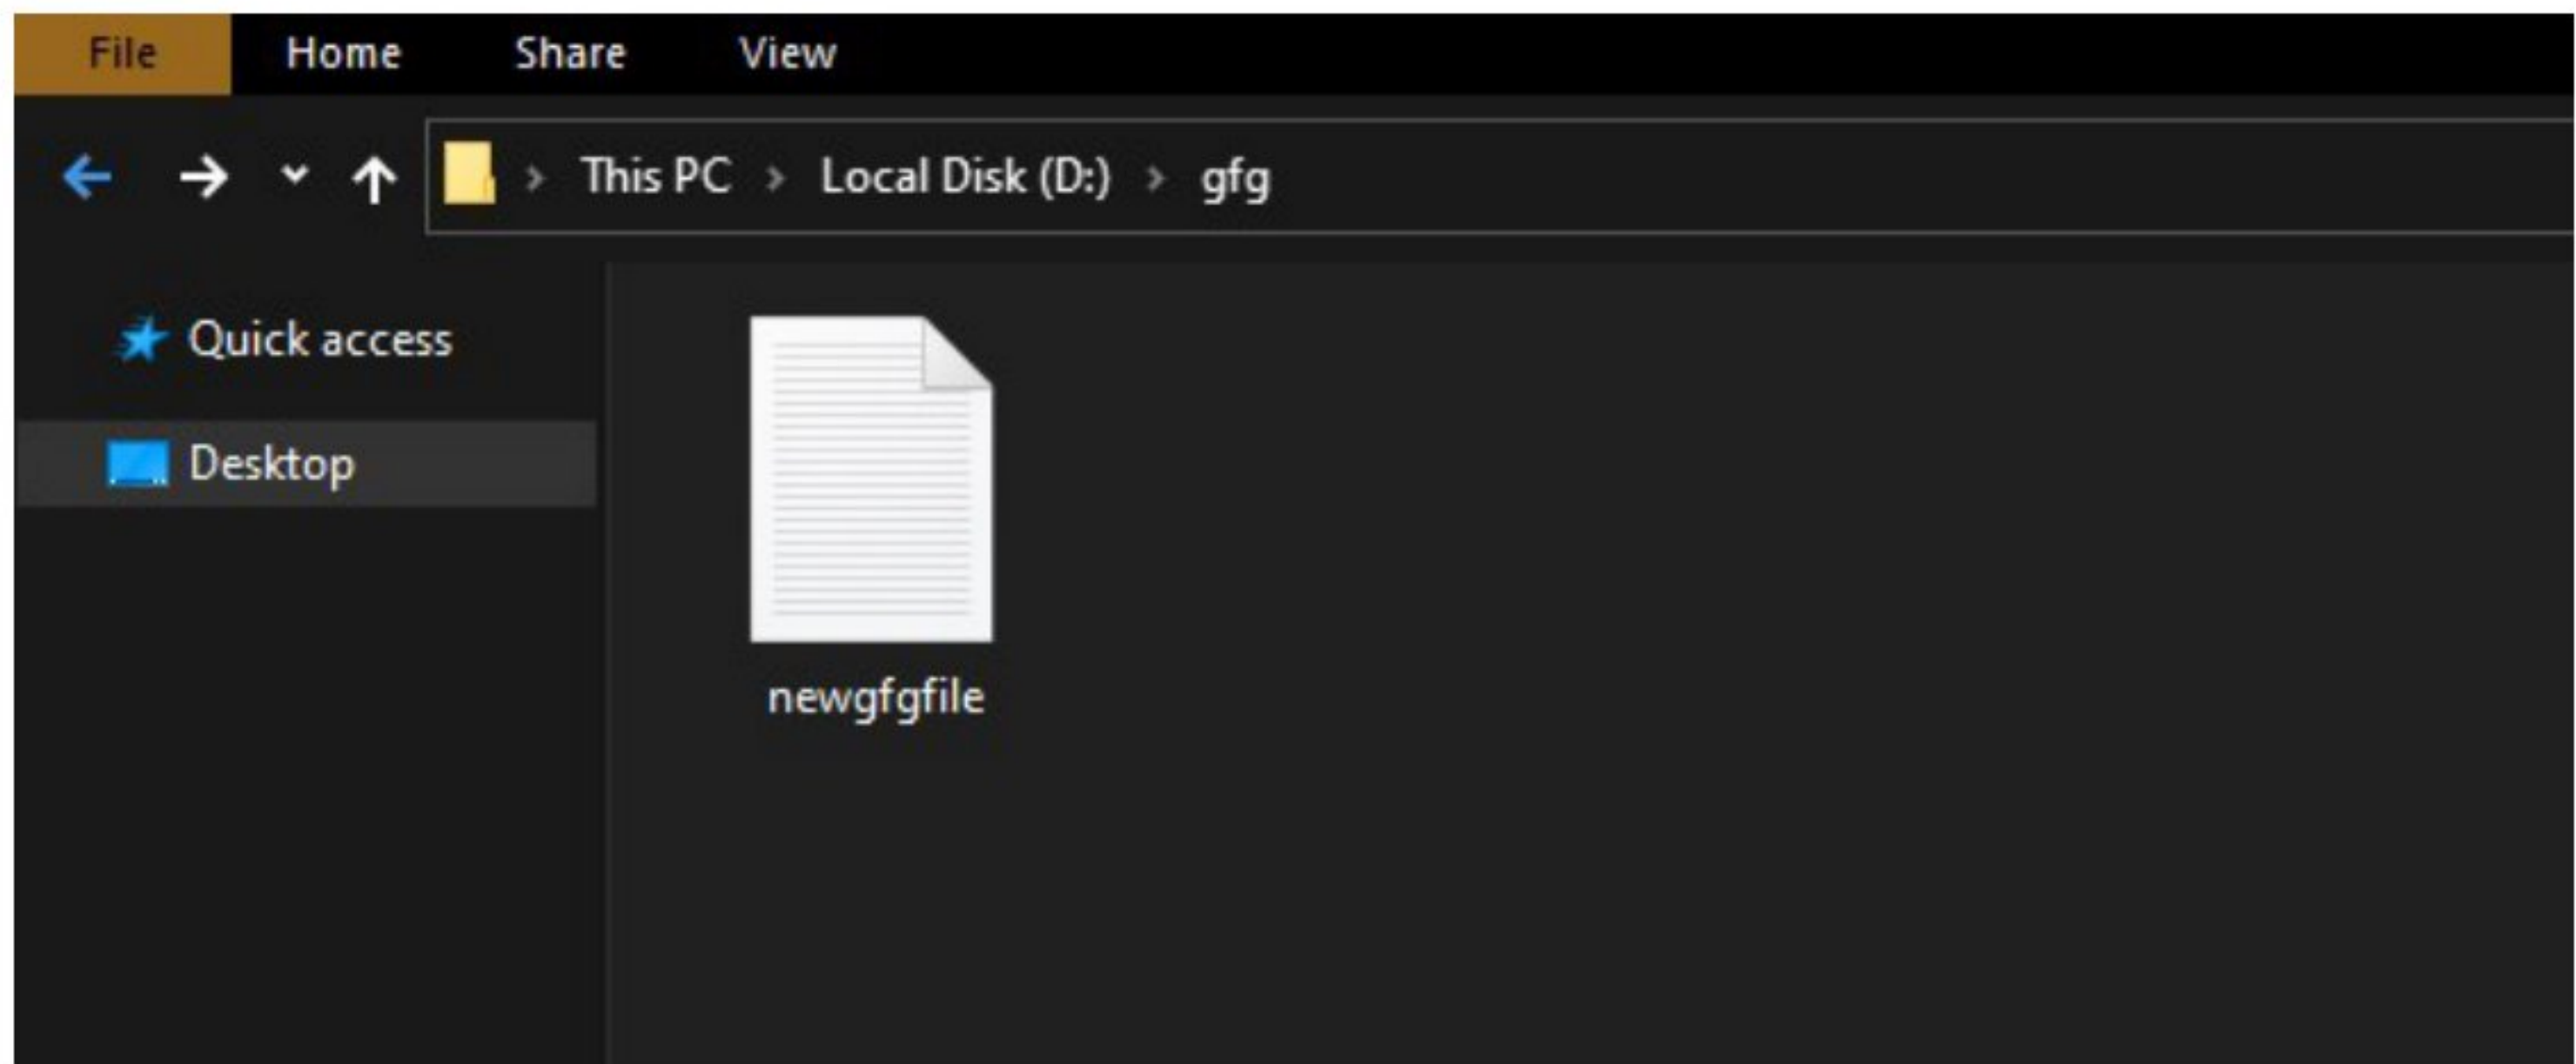 File Home Share View
This PC > Local Disk (D:) > gfg
Quick access
Desktop
newgfgfile